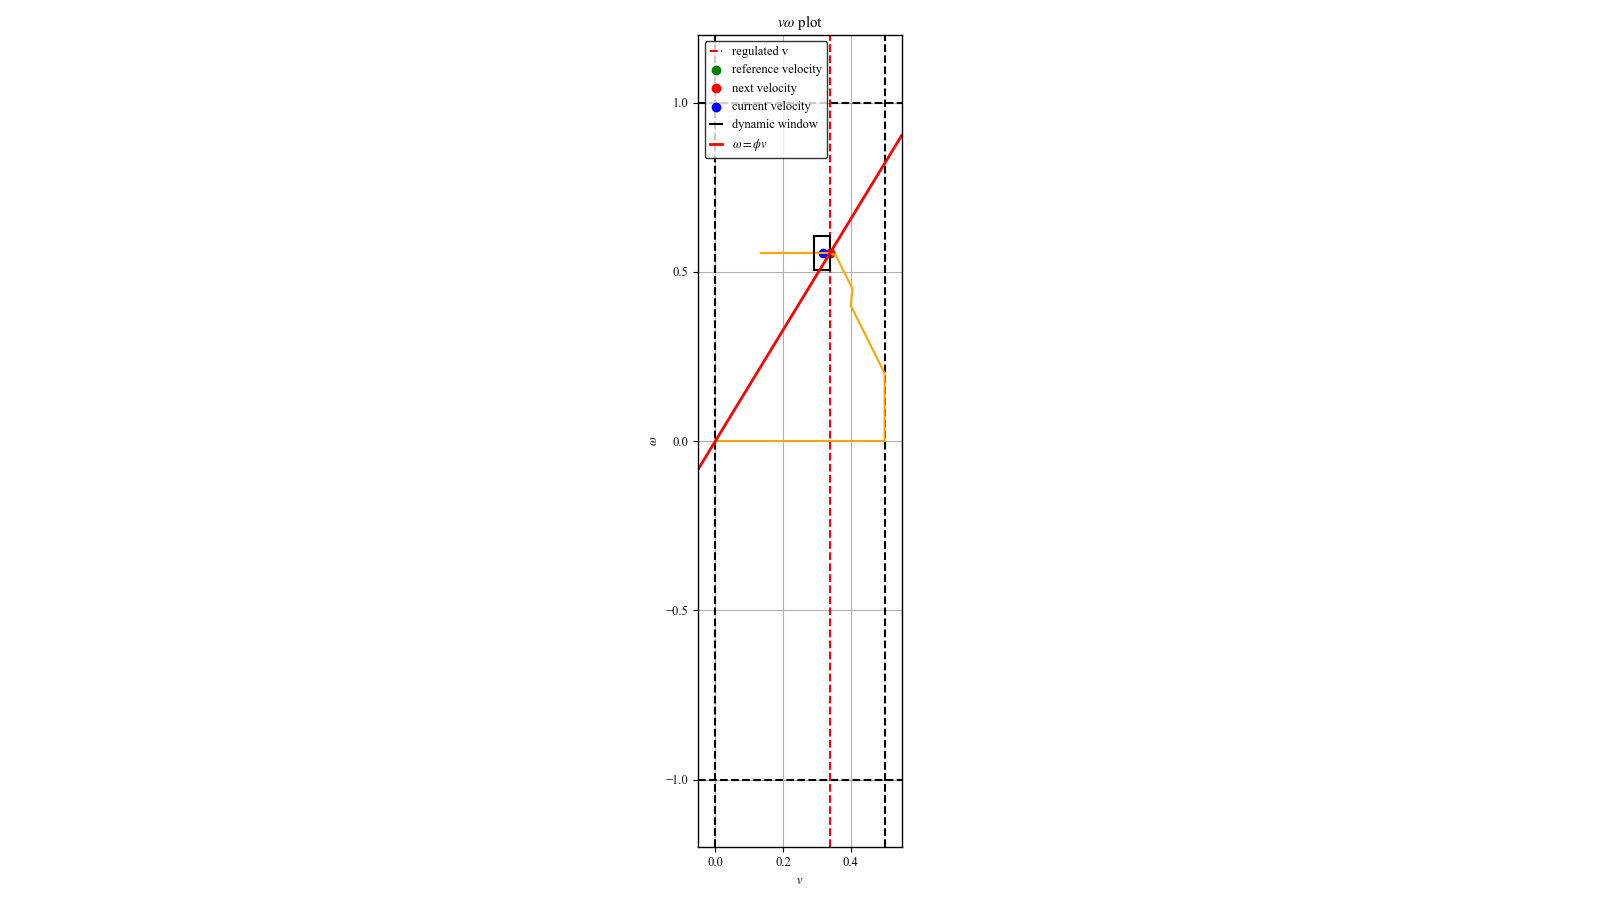 vω plot
regulated v
reference velocity
next velocity
current velocity
dynamic window
ω = ϕv
1.0
0.5
0.0
−0.5
−1.0
ω
0.0 0.2 0.4
v